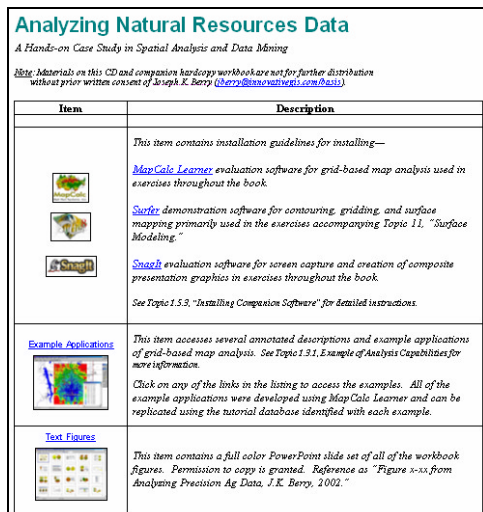 Analyzing Natural Resources Data
A Hands-on Case Study in Spatial Analysis and Data Mining
Note: Materials on this CD and companion hardcopy workbook are not for further distribution
without prior written consent of Joseph K. Berry (jberry@innovativegis.com/basis).
Item
Description
This item contains installation guidelines for installing—
MapCalc Learner evaluation software for grid-based map analysis used in
exercises throughout the book.
MapCalc
Surfer demonstration software for contouring, gridding, and surface
mapping primarily used in the exercises accompanying Topic 11, "Surface
Modeling."
SnagIt
SnagIt evaluation software for screen capture and creation of composite
presentation graphics in exercises throughout the book.
See Topic 1.5.3, "Installing Companion Software" for detailed instructions.
Example Applications
This item accesses several annotated descriptions and example applications
of grid-based map analysis. See Topic 1.3.1, Example of Analysis Capabilities for
more information.
Click on any of the links in the listing to access the examples. All of the
example applications were developed using MapCalc Learner and can be
replicated using the tutorial database identified with each example.
Text Figures
This item contains a full color PowerPoint slide set of all of the workbook
figures. Permission to copy is granted. Reference as "Figure x-xx from
Analyzing Precision Ag Data, J.K. Berry, 2002."